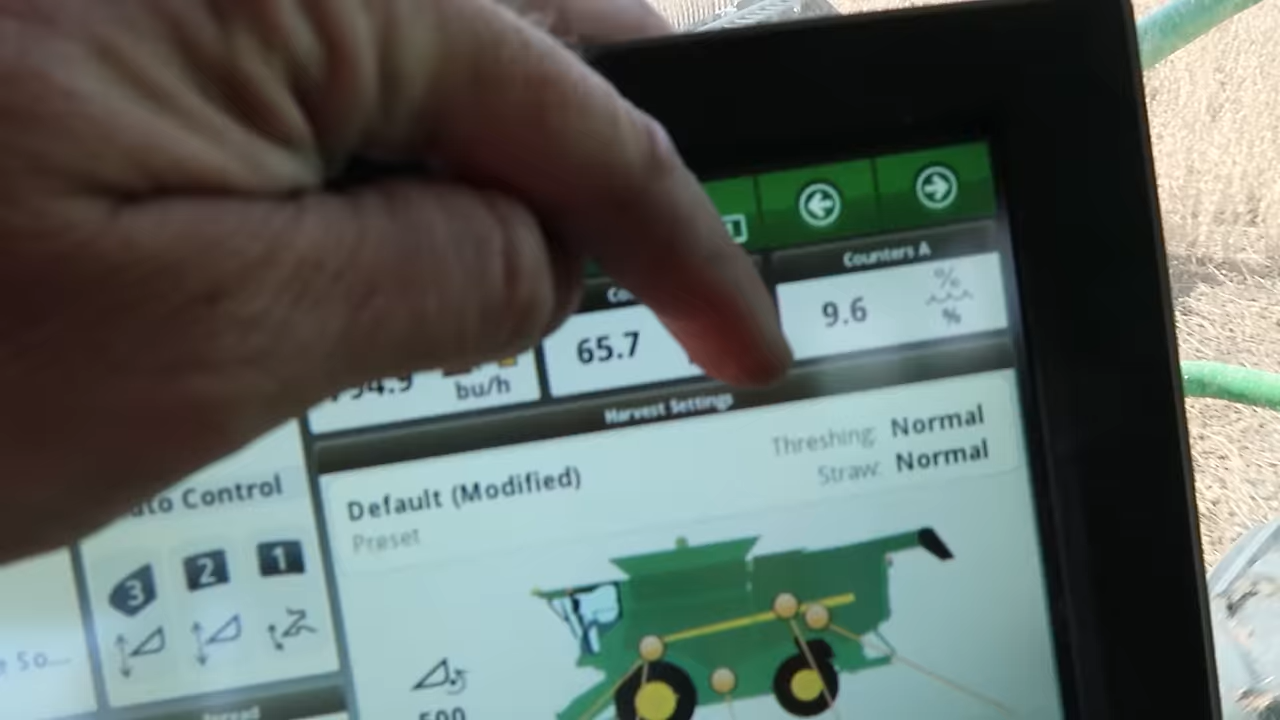 Counters A
65.7
9.6
%
%
bu/h
Harvest Settings
Threshing: Normal
Straw: Normal
Default (Modified)
Preset
Control
3
2
1
500